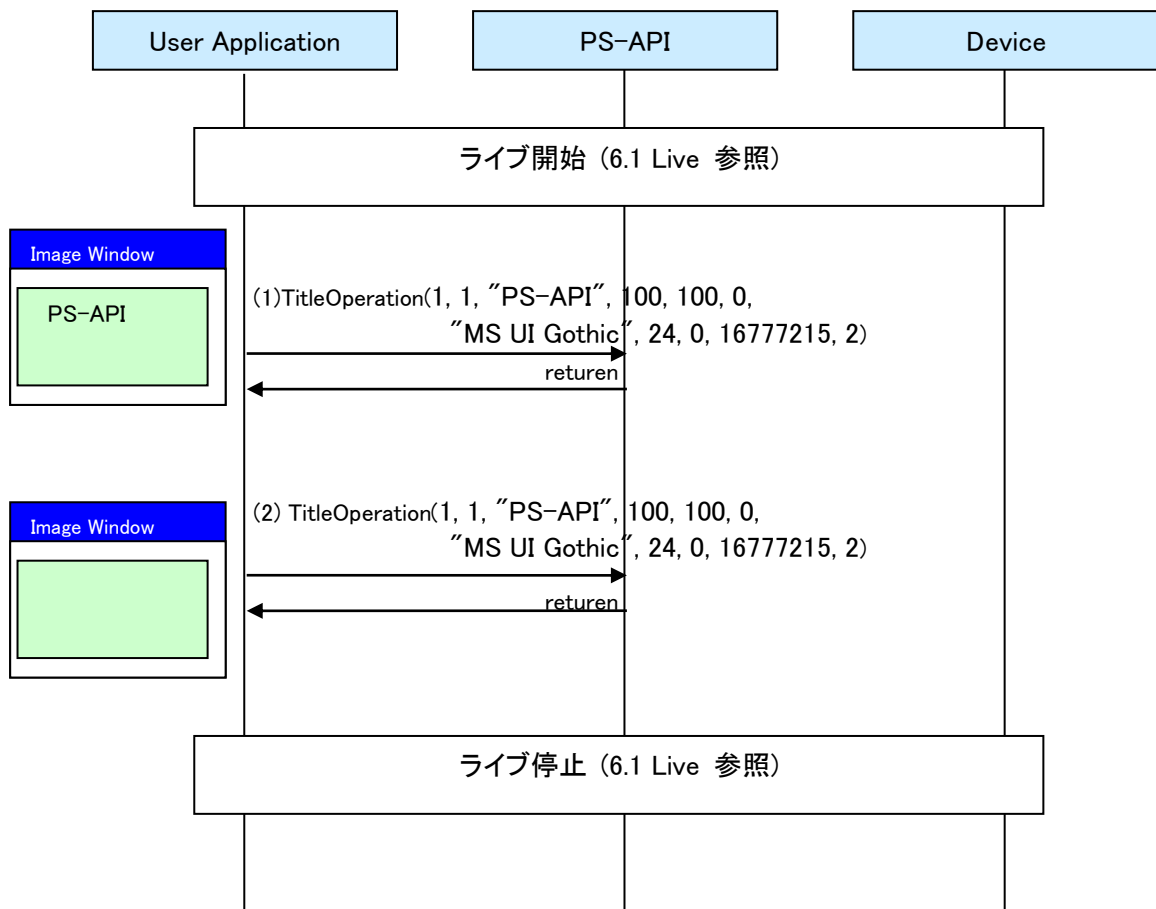 User Application
PS-API
Device
ライブ開始 (6.1 Live 参照)
Image Window
PS-API
(1)TitleOperation(1, 1, "PS-API", 100, 100, 0,
"MS UI Gothic", 24, 0, 16777215, 2)
returen
Image Window
(2) TitleOperation(1, 1, "PS-API", 100, 100, 0,
"MS UI Gothic", 24, 0, 16777215, 2)
returen
ライブ停止 (6.1 Live 参照)